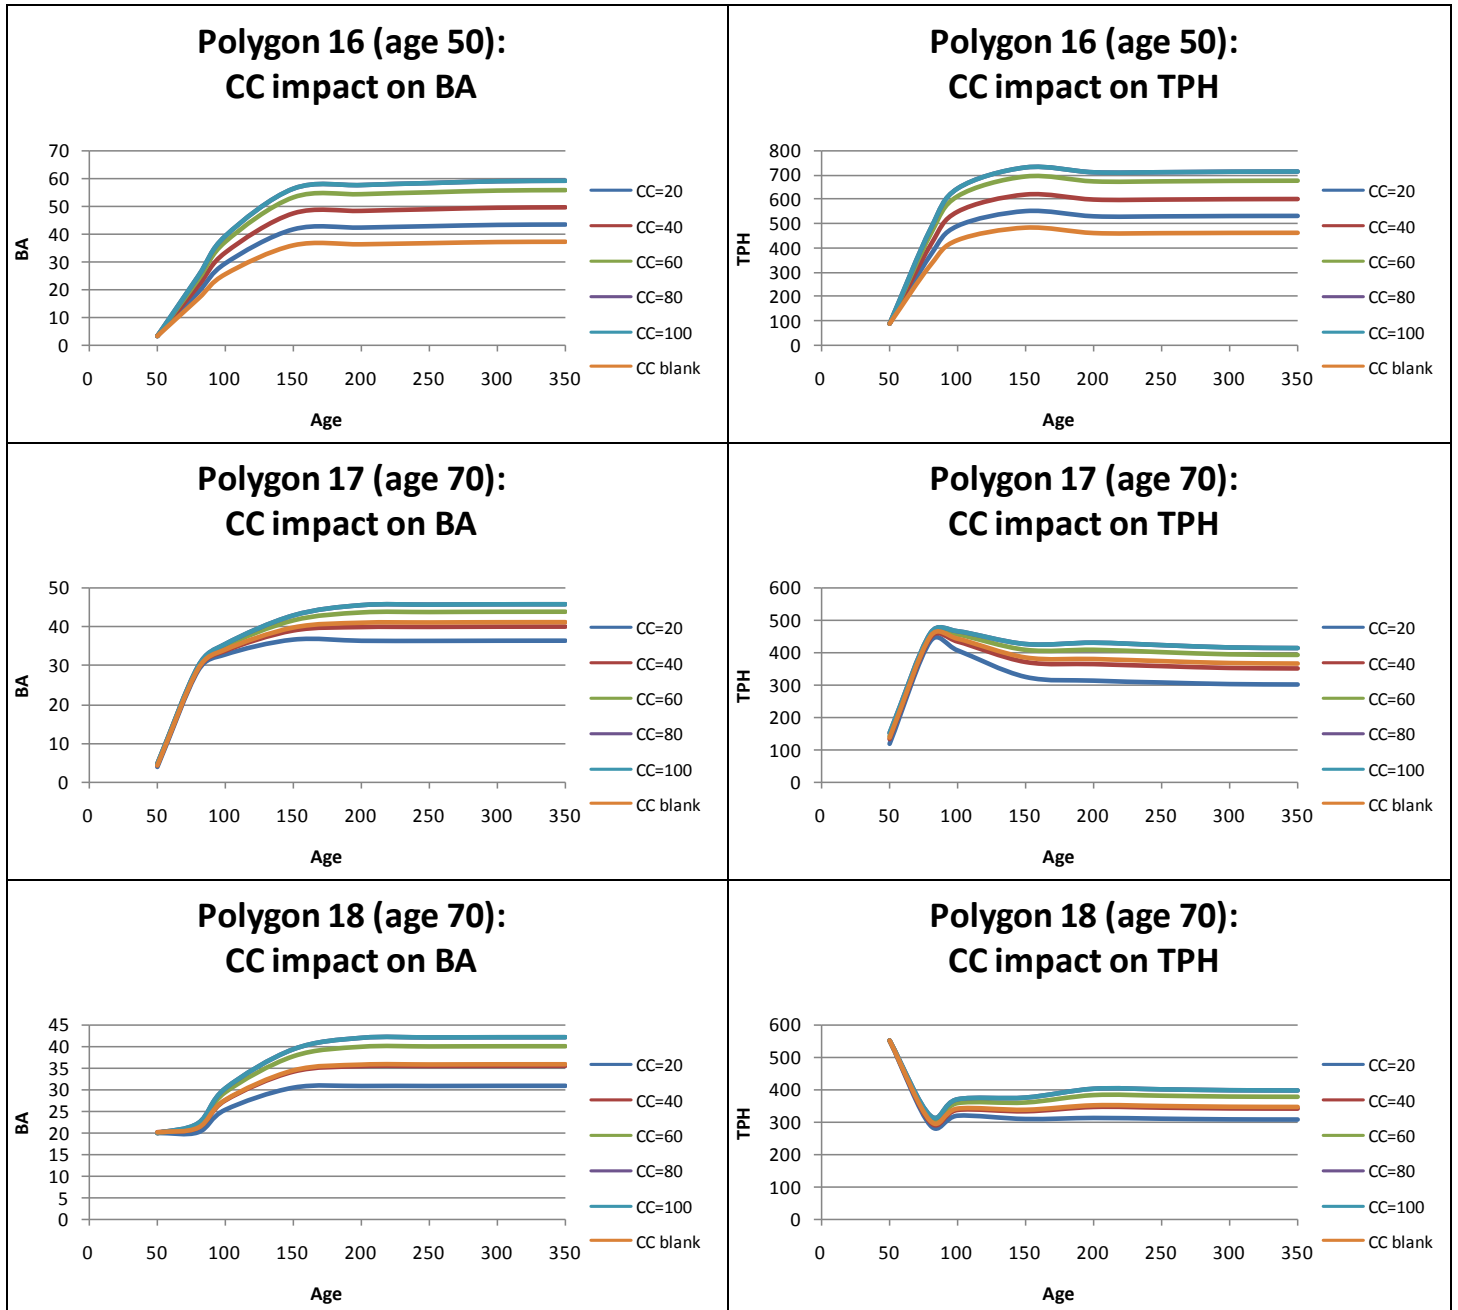 Polygon 16 (age 50):
CC impact on BA
70
60
50
40
30
20
10
0
BA
0 50 100 150 200 250 300 350
Age
CC=20
CC=40
CC=60
CC=80
CC=100
CC blank
Polygon 16 (age 50):
CC impact on TPH
800
700
600
500
400
300
200
100
0
TPH
0 50 100 150 200 250 300 350
Age
CC=20
CC=40
CC=60
CC=80
CC=100
CC blank
Polygon 17 (age 70):
CC impact on BA
50
40
30
20
10
0
BA
0 50 100 150 200 250 300 350
Age
CC=20
CC=40
CC=60
CC=80
CC=100
CC blank
Polygon 17 (age 70):
CC impact on TPH
600
500
400
300
200
100
0
TPH
0 50 100 150 200 250 300 350
Age
CC=20
CC=40
CC=60
CC=80
CC=100
CC blank
Polygon 18 (age 70):
CC impact on BA
45
40
35
30
25
20
15
10
5
0
BA
0 50 100 150 200 250 300 350
Age
CC=20
CC=40
CC=60
CC=80
CC=100
CC blank
Polygon 18 (age 70):
CC impact on TPH
600
500
400
300
200
100
0
TPH
0 50 100 150 200 250 300 350
Age
CC=20
CC=40
CC=60
CC=80
CC=100
CC blank